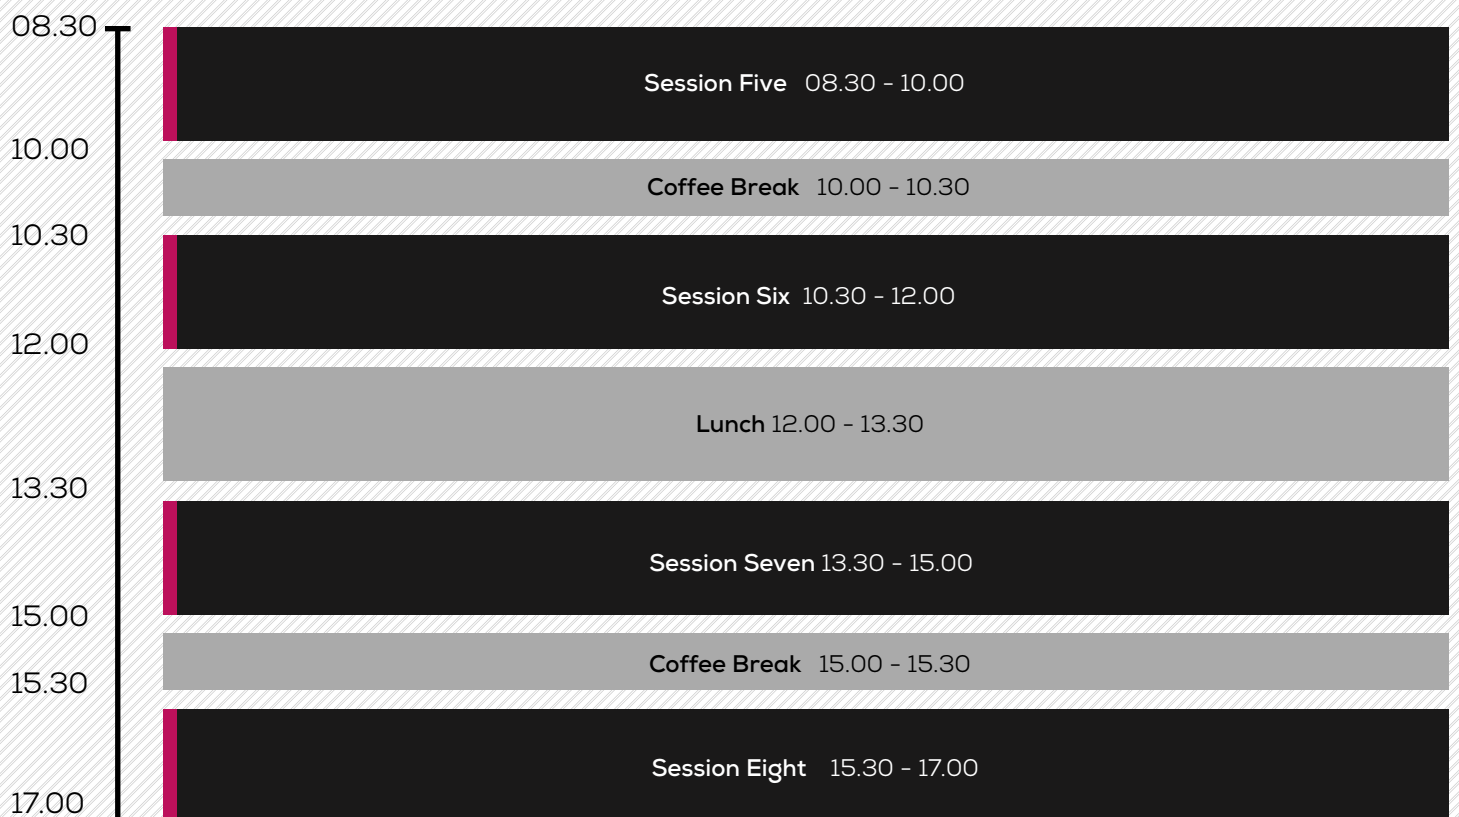 08.30
Session Five 08.30 - 10.00
10.00
Coffee Break 10.00 - 10.30
10.30
Session Six 10.30 - 12.00
12.00
Lunch 12.00 - 13.30
13.30
Session Seven 13.30 - 15.00
15.00
Coffee Break 15.00 - 15.30
15.30
Session Eight 15.30 - 17.00
17.00